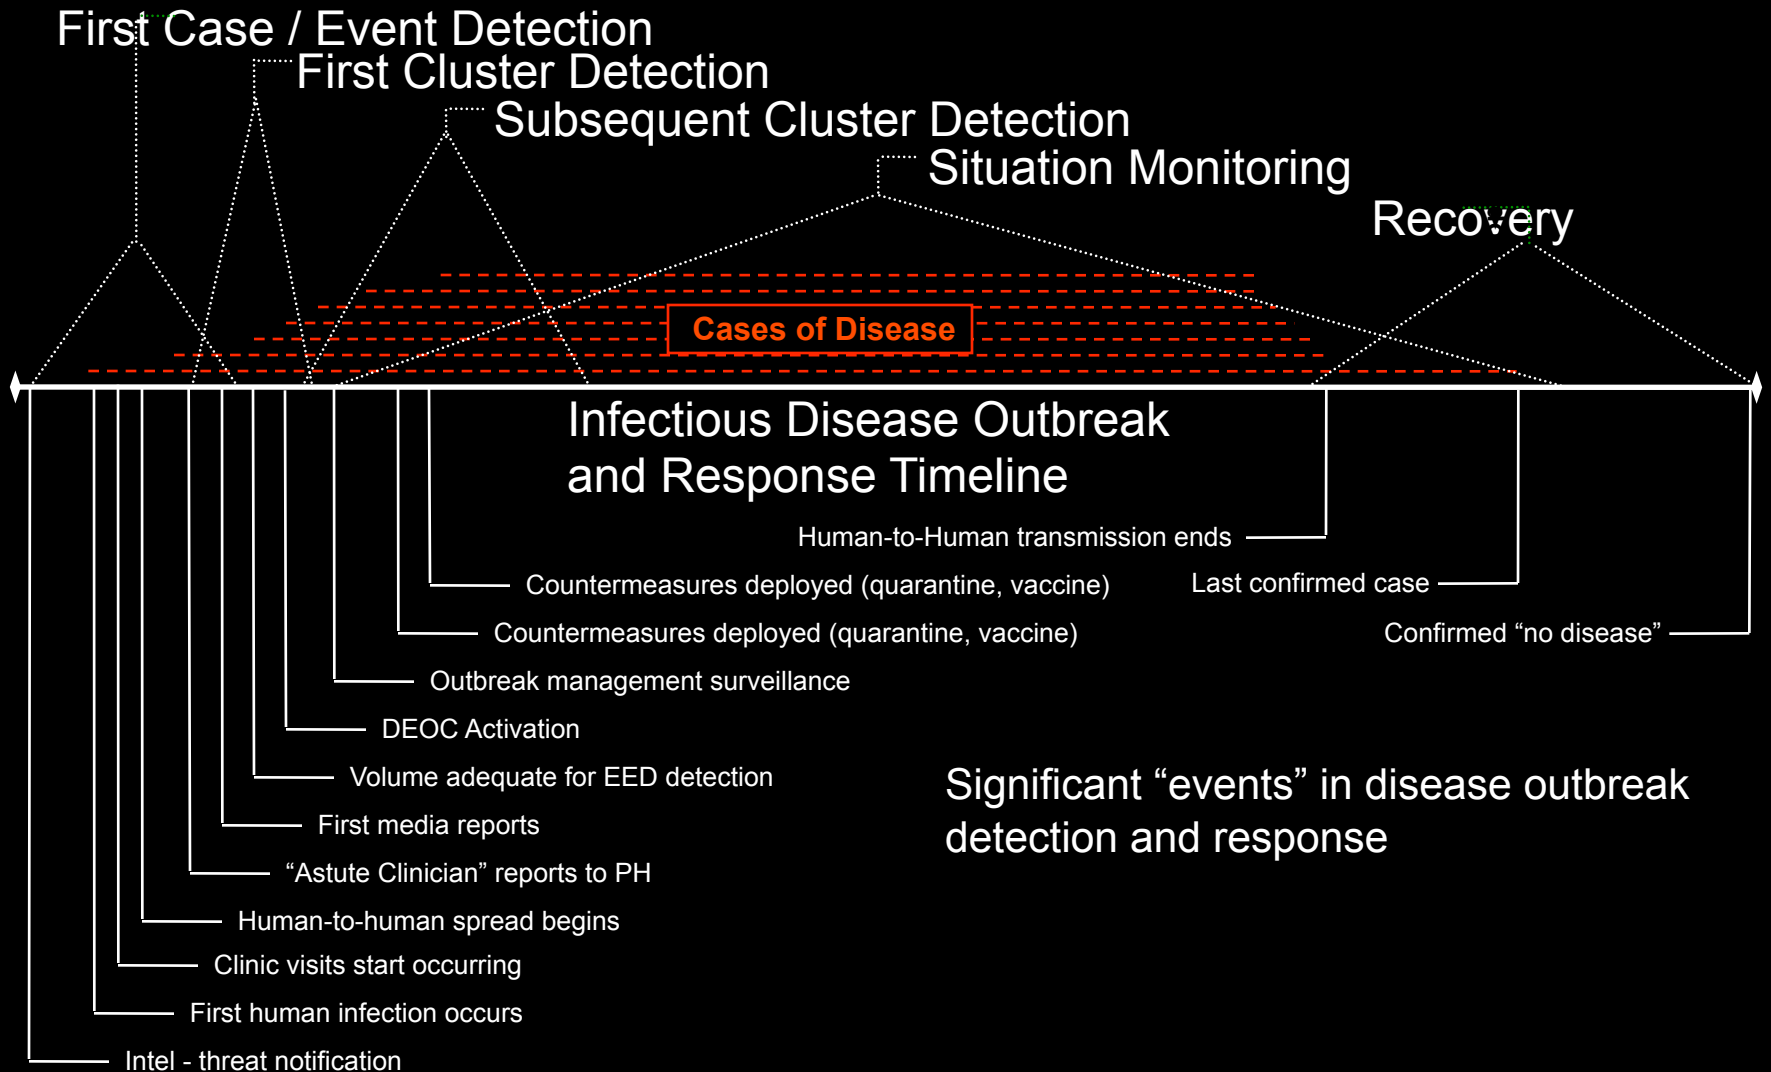 First Case / Event Detection
First Cluster Detection
Subsequent Cluster Detection
Situation Monitoring
Recovery
Cases of Disease
Infectious Disease Outbreak
and Response Timeline
Human-to-Human transmission ends
Countermeasures deployed (quarantine, vaccine)
Last confirmed case
Countermeasures deployed (quarantine, vaccine)
Confirmed “no disease”
Outbreak management surveillance
DEOC Activation
Volume adequate for EED detection
Significant “events” in disease outbreak
detection and response
First media reports
“Astute Clinician” reports to PH
Human-to-human spread begins
Clinic visits start occurring
First human infection occurs
Intel - threat notification